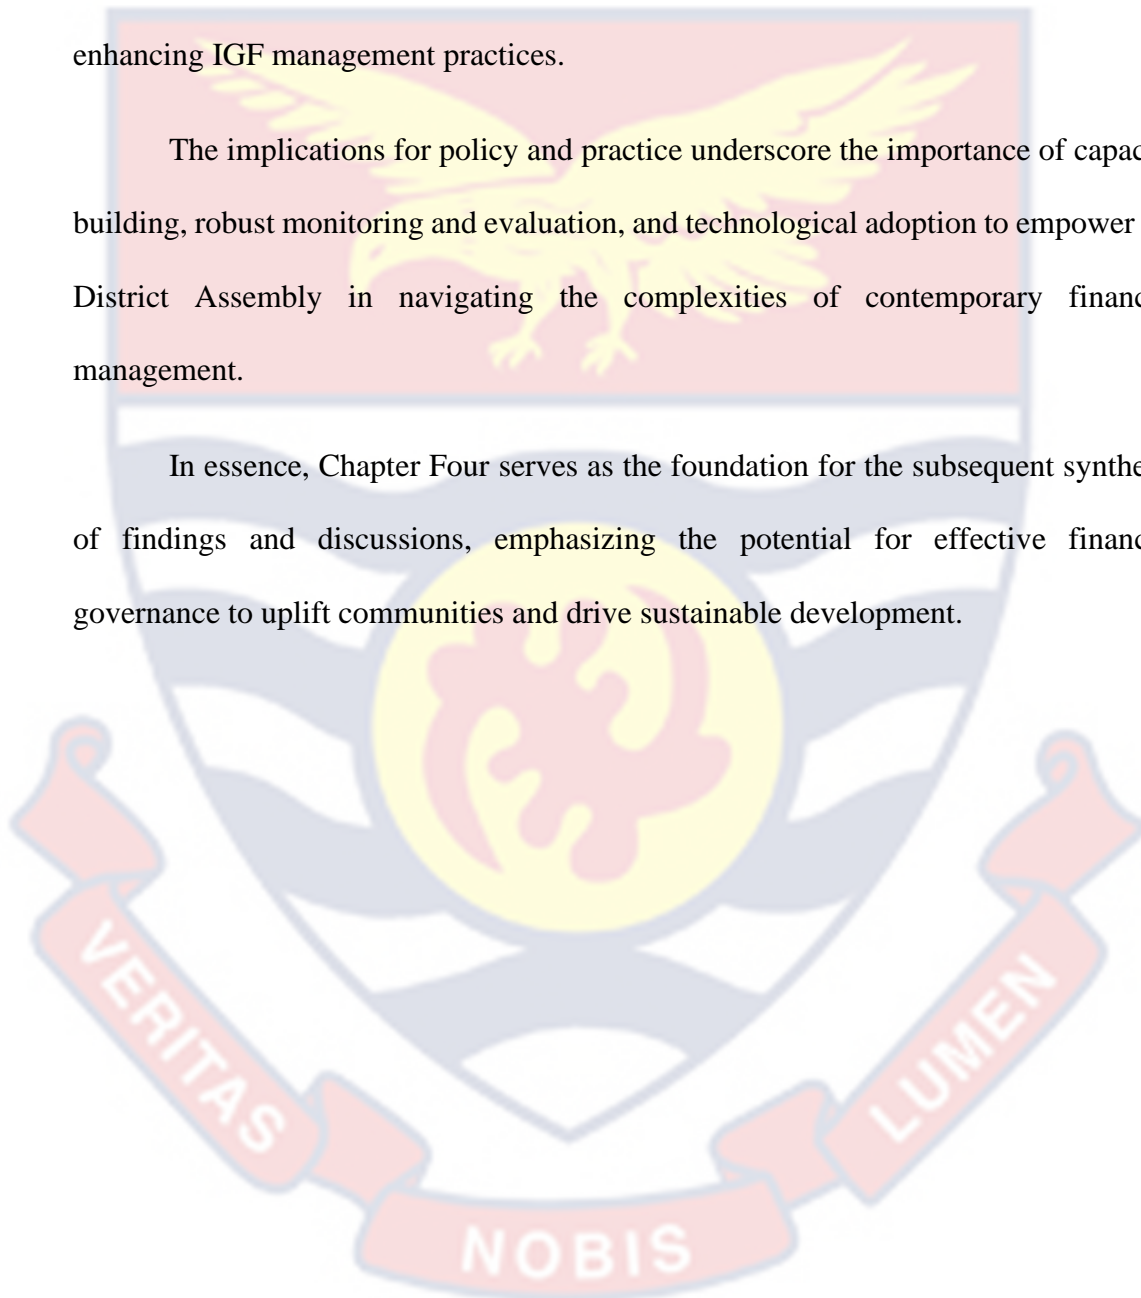 enhancing IGF management practices.
The implications for policy and practice underscore the importance of capac
building, robust monitoring and evaluation, and technological adoption to empower
District Assembly in navigating the complexities of contemporary financ
management.
In essence, Chapter Four serves as the foundation for the subsequent synthe
of findings and discussions, emphasizing the potential for effective financ
governance to uplift communities and drive sustainable development.
VERITAS
NOBIS
LUMEN